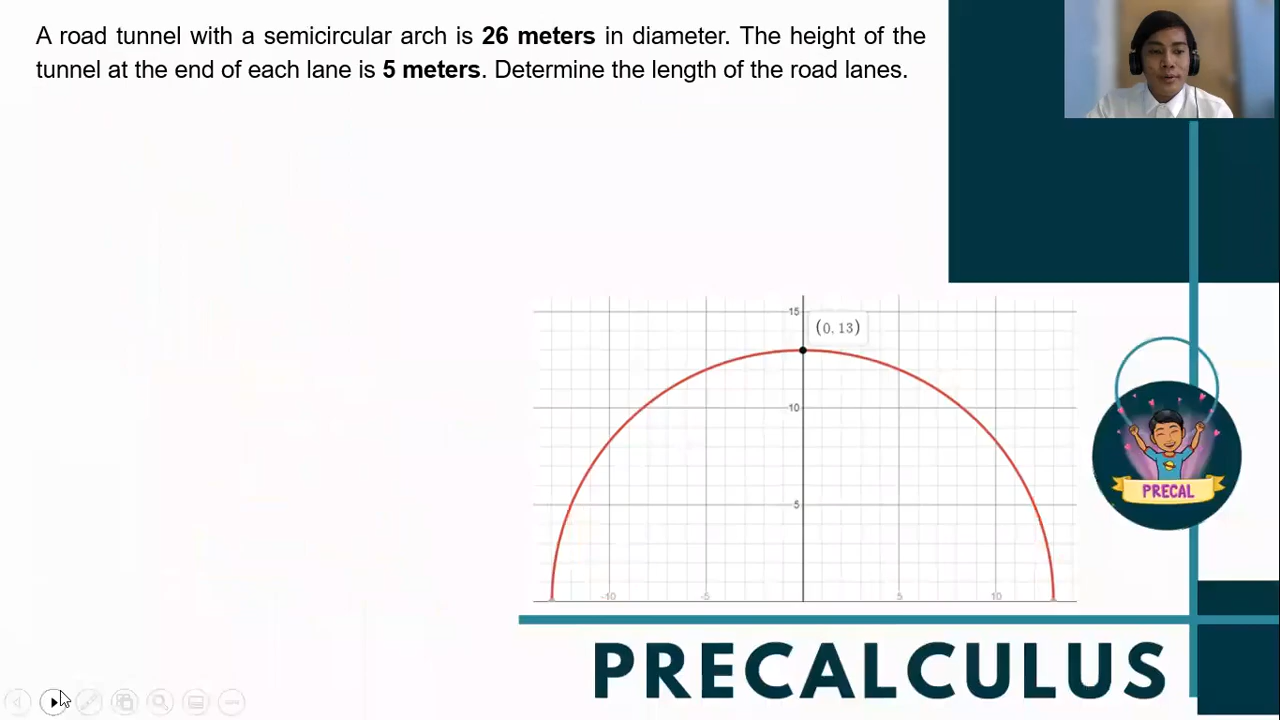 A road tunnel with a semicircular arch is 26 meters in diameter. The height of the
tunnel at the end of each lane is 5 meters. Determine the length of the road lanes.
15
(0, 13)
10
5
-10 -5 5 10
PRECAL
PRECALCULUS